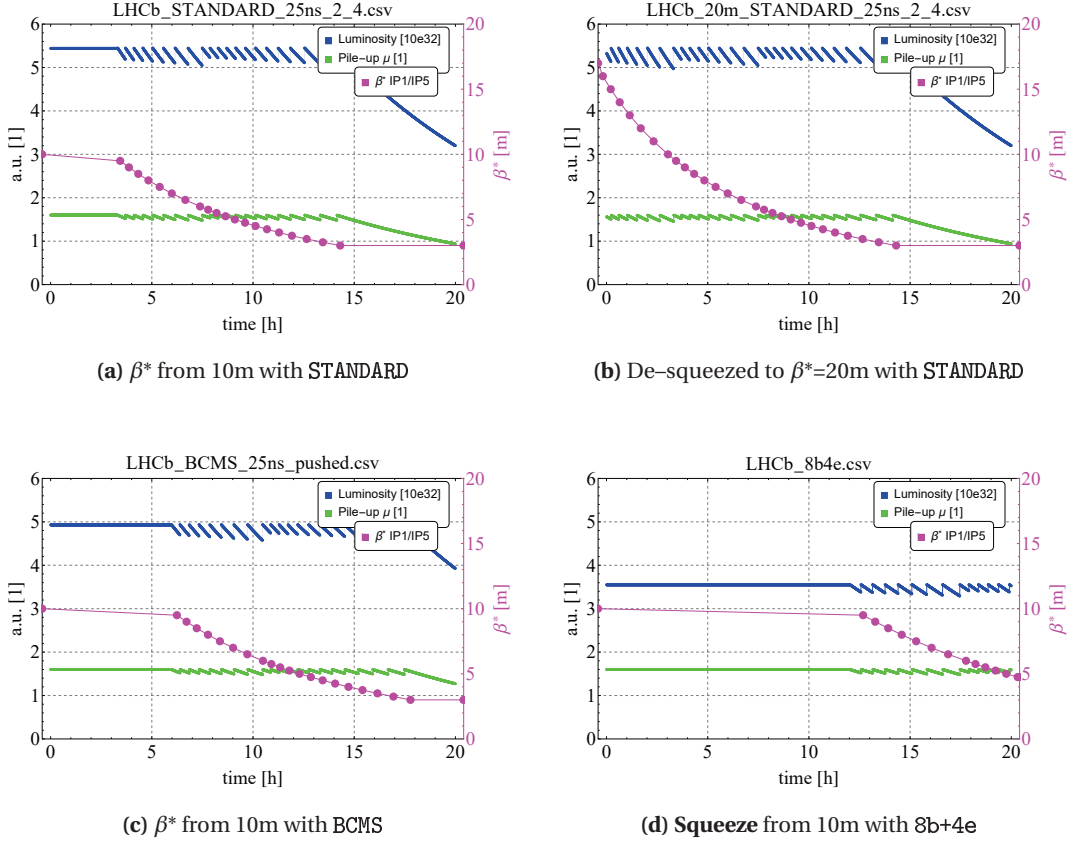 LHCb_STANDARD_25ns_2_4.csv
6
5
4
3
2
1
0
a.u. [1]
20
15
10
5
0
β* [m]
Luminosity [10e32]
Pile-up μ [1]
β* IP1/IP5
0 5 10 15 20
time [h]
(a) β* from 10m with STANDARD
LHCb_20m_STANDARD_25ns_2_4.csv
6
5
4
3
2
1
0
a.u. [1]
20
15
10
5
0
β* [m]
Luminosity [10e32]
Pile-up μ [1]
β* IP1/IP5
0 5 10 15 20
time [h]
(b) De–squeezed to β*=20m with STANDARD
LHCb_BCMS_25ns_pushed.csv
6
5
4
3
2
1
0
a.u. [1]
20
15
10
5
0
β* [m]
Luminosity [10e32]
Pile-up μ [1]
β* IP1/IP5
0 5 10 15 20
time [h]
(c) β* from 10m with BCMS
LHCb_8b4e.csv
6
5
4
3
2
1
0
a.u. [1]
20
15
10
5
0
β* [m]
Luminosity [10e32]
Pile-up μ [1]
β* IP1/IP5
0 5 10 15 20
time [h]
(d) Squeeze from 10m with 8b+4e